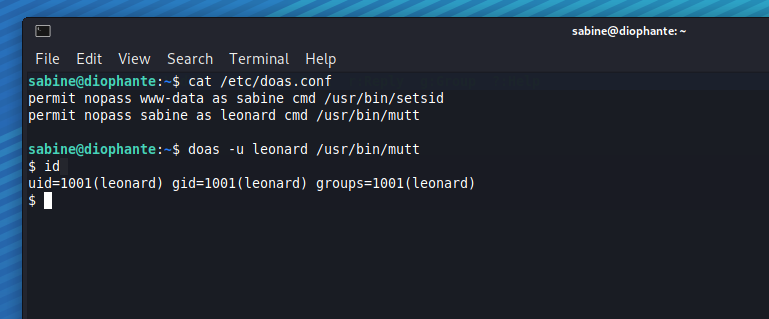 sabine@diophante: ~
File Edit View Search Terminal Help
sabine@diophante:~$ cat /etc/doas.conf
permit nopass www-data as sabine cmd /usr/bin/setsid
permit nopass sabine as leonard cmd /usr/bin/mutt
sabine@diophante:~$ doas -u leonard /usr/bin/mutt
$ id
uid=1001(leonard) gid=1001(leonard) groups=1001(leonard)
$